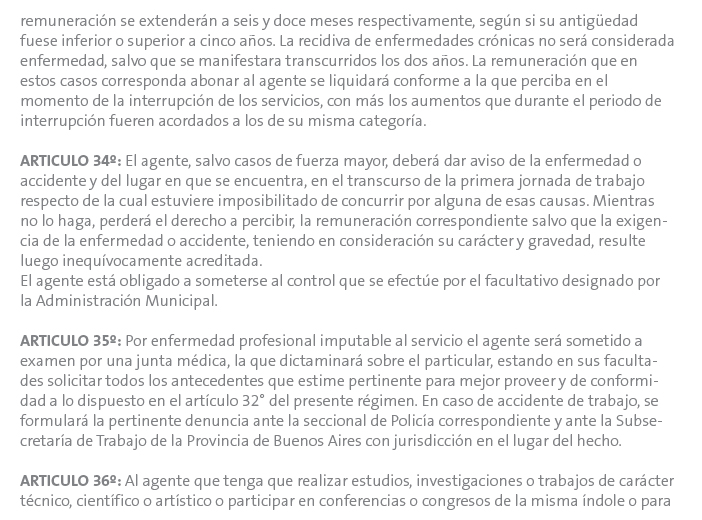 remuneración se extenderán a seis y doce meses respectivamente, según si su antigüedad
fuese inferior o superior a cinco años. La recidiva de enfermedades crónicas no será considerada
enfermedad, salvo que se manifestara transcurridos los dos años. La remuneración que en
estos casos corresponda abonar al agente se liquidará conforme a la que perciba en el
momento de la interrupción de los servicios, con más los aumentos que durante el periodo de
interrupción fueren acordados a los de su misma categoría.
ARTICULO 34º: El agente, salvo casos de fuerza mayor, deberá dar aviso de la enfermedad o
accidente y del lugar en que se encuentra, en el transcurso de la primera jornada de trabajo
respecto de la cual estuviere imposibilitado de concurrir por alguna de esas causas. Mientras
no lo haga, perderá el derecho a percibir, la remuneración correspondiente salvo que la exigen-
cia de la enfermedad o accidente, teniendo en consideración su carácter y gravedad, resulte
luego inequívocamente acreditada.
El agente está obligado a someterse al control que se efectúe por el facultativo designado por
la Administración Municipal.
ARTICULO 35º: Por enfermedad profesional imputable al servicio el agente será sometido a
examen por una junta médica, la que dictaminará sobre el particular, estando en sus faculta-
des solicitar todos los antecedentes que estime pertinente para mejor proveer y de conformi-
dad a lo dispuesto en el artículo 32° del presente régimen. En caso de accidente de trabajo, se
formulará la pertinente denuncia ante la seccional de Policía correspondiente y ante la Subse-
cretaría de Trabajo de la Provincia de Buenos Aires con jurisdicción en el lugar del hecho.
ARTICULO 36º: Al agente que tenga que realizar estudios, investigaciones o trabajos de carácter
técnico, científico o artístico o participar en conferencias o congresos de la misma índole o para